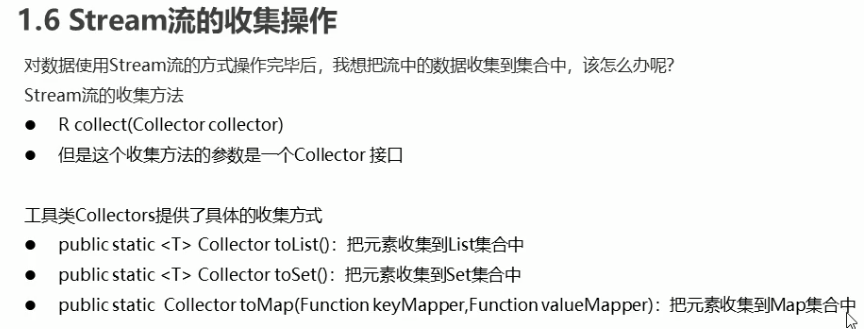 1.6 Stream流的收集操作
对数据使用Stream流的方式操作完毕后，我想把流中的数据收集到集合中，该怎么办呢？
Stream流的收集方法
● R collect(Collector collector)
● 但是这个收集方法的参数是一个Collector 接口
工具类Collectors提供了具体的收集方式
● public static <T> Collector toList()：把元素收集到List集合中
● public static <T> Collector toSet()：把元素收集到Set集合中
● public static  Collector toMap(Function keyMapper,Function valueMapper)：把元素收集到Map集合中